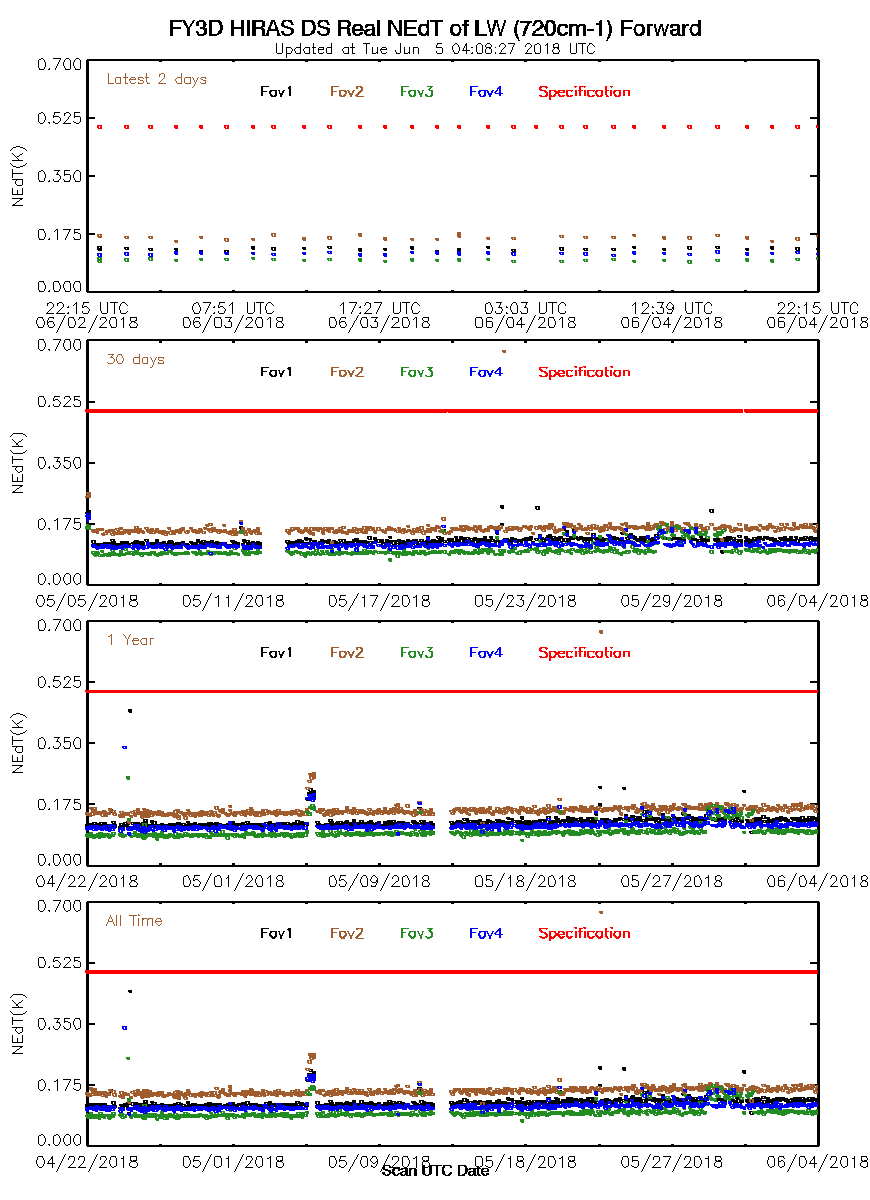 FY3D HIRAS DS Real NEdT of LW (720cm-1) Forward
Updated at Tue Jun 5 04:08:27 2018 UTC
Latest 2 days
Fov1 Fov2 Fov3 Fov4 Specification
NEdT(K)
0.700
0.525
0.350
0.175
0.000
22:15 UTC 07:51 UTC 17:27 UTC 03:03 UTC 12:39 UTC 22:15 UTC
06/02/2018 06/03/2018 06/03/2018 06/04/2018 06/04/2018 06/04/2018
30 days
Fov1 Fov2 Fov3 Fov4 Specification
NEdT(K)
0.700
0.525
0.350
0.175
0.000
05/05/2018 05/11/2018 05/17/2018 05/23/2018 05/29/2018 06/04/2018
1 Year
Fov1 Fov2 Fov3 Fov4 Specification
NEdT(K)
0.700
0.525
0.350
0.175
0.000
04/22/2018 05/01/2018 05/09/2018 05/18/2018 05/27/2018 06/04/2018
All Time
Fov1 Fov2 Fov3 Fov4 Specification
NEdT(K)
0.700
0.525
0.350
0.175
0.000
04/22/2018 05/01/2018 05/09/2018 05/18/2018 05/27/2018 06/04/2018
Scan UTC Date